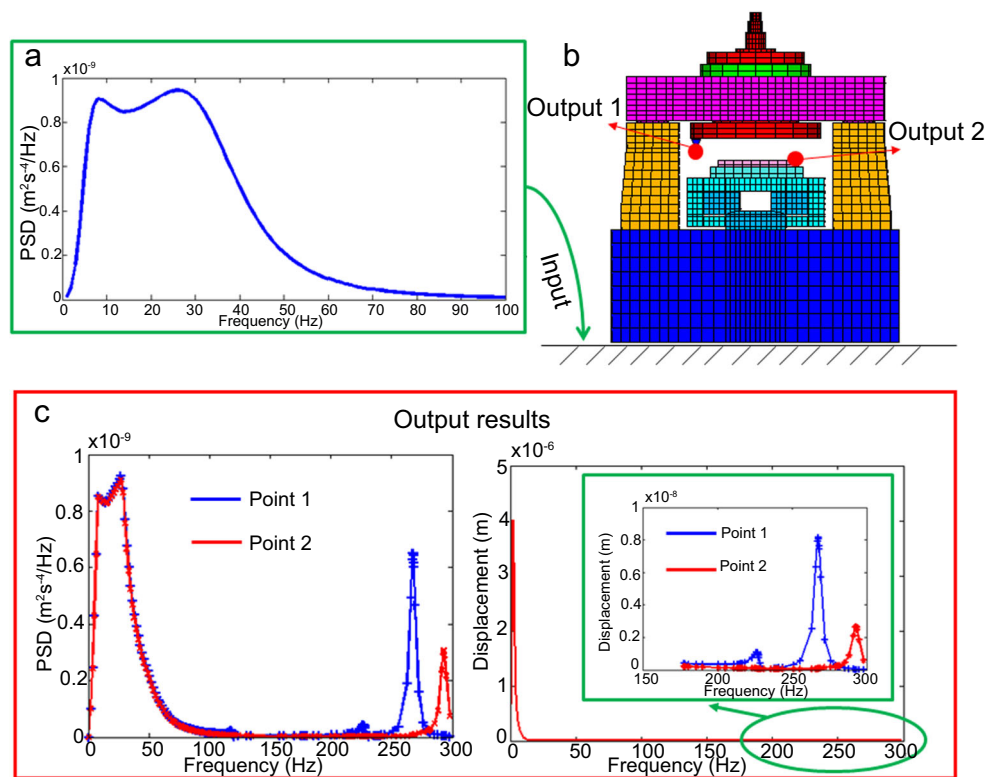 a
x10-9
PSD (m2s-4/Hz)
1
0.8
0.6
0.4
0.2
0
0 10 20 30 40 50 60 70 80 90 100
Frequency (Hz)
Input
b
Output 1
Output 2
c
Output results
x10-9
PSD (m2s-4/Hz)
1
0.8
0.6
0.4
0.2
0
0 50 100 150 200 250 300
Frequency (Hz)
Point 1
Point 2
x10-6
Displacement (m)
5
4
3
2
1
0
0 50 100 150 200 250 300
Frequency (Hz)
x10-8
Displacement (m)
1
0.8
0.6
0.4
0.2
0
150 200 250 300
Frequency (Hz)
Point 1
Point 2